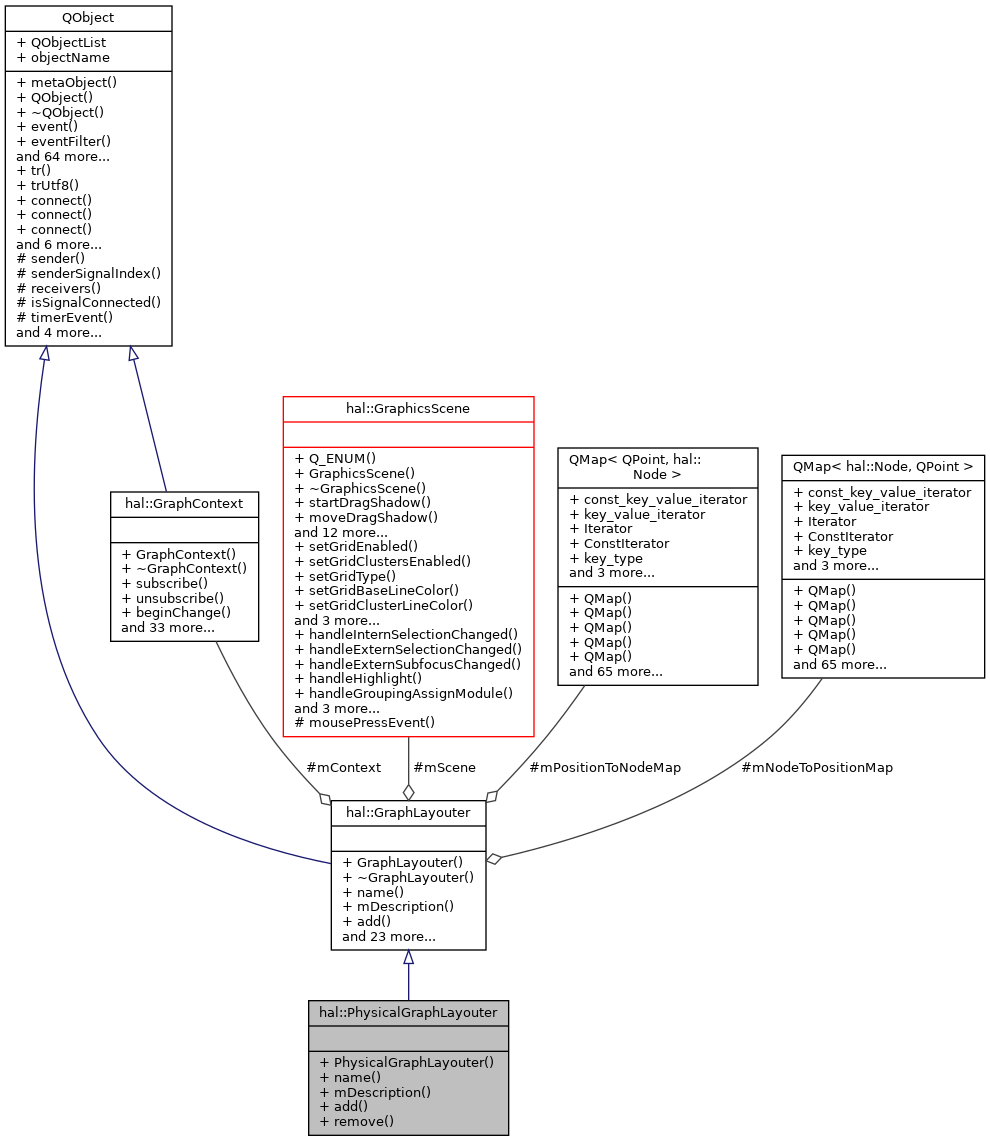 QObject
+ QObjectList
+ objectName
+ metaObject()
+ QObject()
+ ~QObject()
+ event()
+ eventFilter()
and 64 more...
+ tr()
+ trUtf8()
+ connect()
+ connect()
+ connect()
and 6 more...
# sender()
# senderSignalIndex()
# receivers()
# isSignalConnected()
# timerEvent()
and 4 more...
hal::GraphContext
+ GraphContext()
+ ~GraphContext()
+ subscribe()
+ unsubscribe()
+ beginChange()
and 33 more...
hal::GraphicsScene
+ Q_ENUM()
+ GraphicsScene()
+ ~GraphicsScene()
+ startDragShadow()
+ moveDragShadow()
and 12 more...
+ setGridEnabled()
+ setGridClustersEnabled()
+ setGridType()
+ setGridBaseLineColor()
+ setGridClusterLineColor()
and 3 more...
+ handleInternSelectionChanged()
+ handleExternSelectionChanged()
+ handleExternSubfocusChanged()
+ handleHighlight()
+ handleGroupingAssignModule()
and 3 more...
# mousePressEvent()
QMap< QPoint, hal::
Node >
+ const_key_value_iterator
+ key_value_iterator
+ Iterator
+ ConstIterator
+ key_type
and 3 more...
+ QMap()
+ QMap()
+ QMap()
+ QMap()
+ QMap()
and 65 more...
QMap< hal::Node, QPoint >
+ const_key_value_iterator
+ key_value_iterator
+ Iterator
+ ConstIterator
+ key_type
and 3 more...
+ QMap()
+ QMap()
+ QMap()
+ QMap()
+ QMap()
and 65 more...
#mContext
#mScene
#mPositionToNodeMap
#mNodeToPositionMap
hal::GraphLayouter
+ GraphLayouter()
+ ~GraphLayouter()
+ name()
+ mDescription()
+ add()
and 23 more...
hal::PhysicalGraphLayouter
+ PhysicalGraphLayouter()
+ name()
+ mDescription()
+ add()
+ remove()